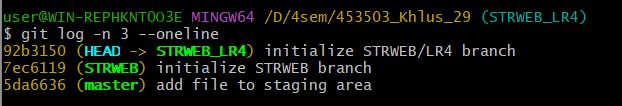 user@WIN-REPHKNTOO3E MINGW64 /D/4sem/453503_Khlus_29 (STRWEB_LR4)
$ git log -n 3 --oneline
92b3150 (HEAD -> STRWEB_LR4) initialize STRWEB/LR4 branch
7ec6119 (STRWEB) initialize STRWEB branch
5da6636 (master) add file to staging area